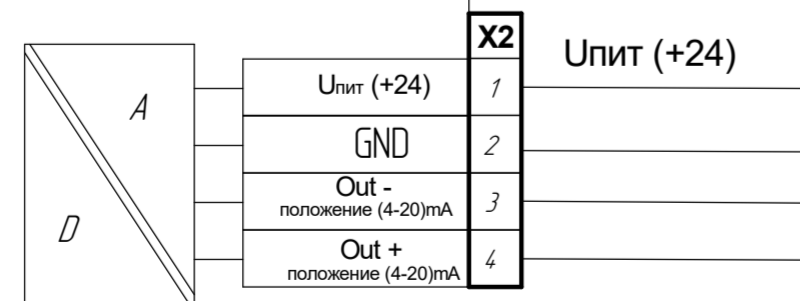 X2
Uпит (+24)
A
Uпит (+24) 1
GND 2
Out -
положение (4-20)mA 3
D
Out +
положение (4-20)mA 4